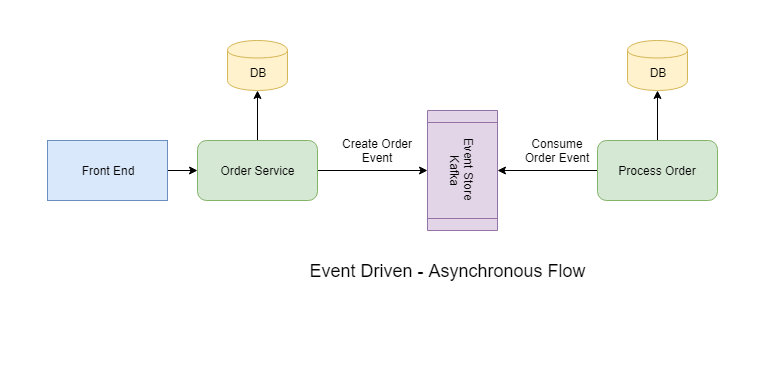 DB
DB
Front End
Order Service
Create Order
Event
Event Store
Kafka
Consume
Order Event
Process Order
Event Driven - Asynchronous Flow